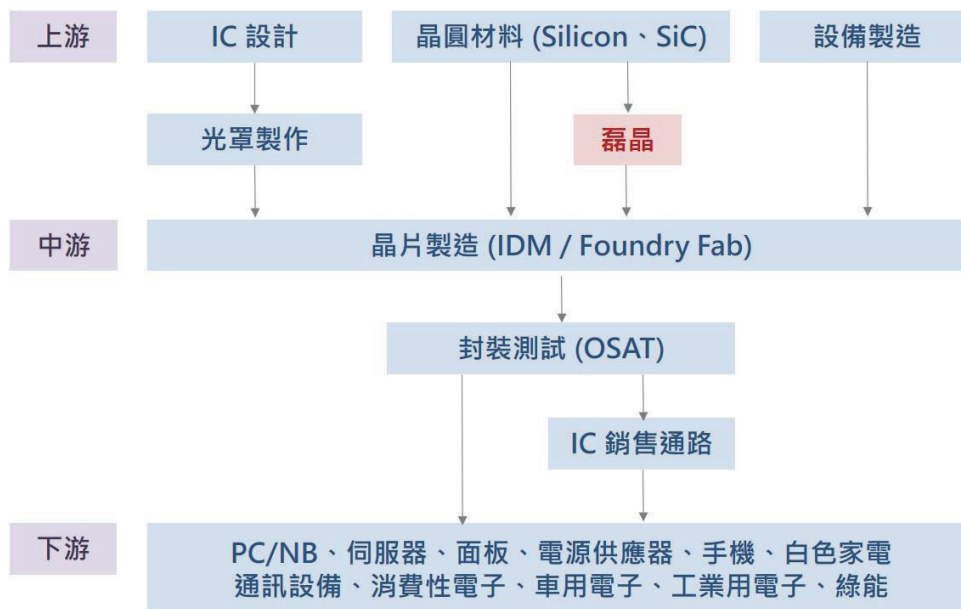 上游
IC 設計
晶圓材料 (Silicon、SiC)
設備製造
光罩製作
磊晶
中游
晶片製造 (IDM / Foundry Fab)
封裝測試 (OSAT)
IC 銷售通路
下游
PC/NB、伺服器、面板、電源供應器、手機、白色家電
通訊設備、消費性電子、車用電子、工業用電子、綠能